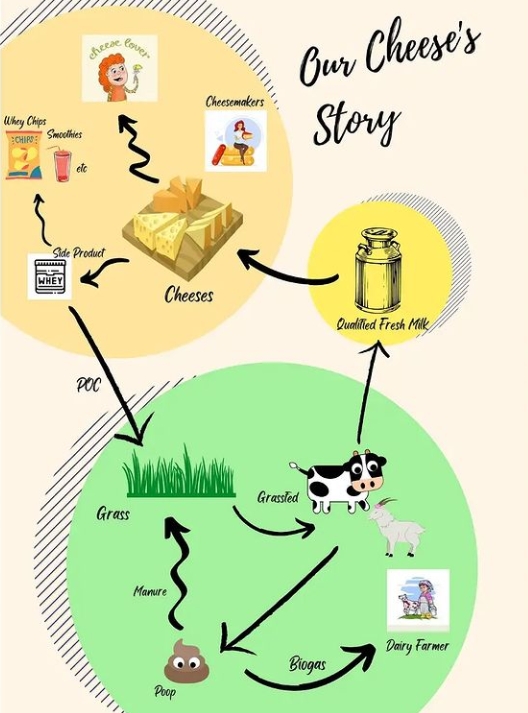 Our Cheese's
Story
cheese lover
Cheesemakers
Whey Chips
CHIPS
Smoothies
etc
Side Product
WHEY
Cheeses
Qualified Fresh Milk
POC
Grass
Grassfed
Manure
Poop
Biogas
Dairy Farmer